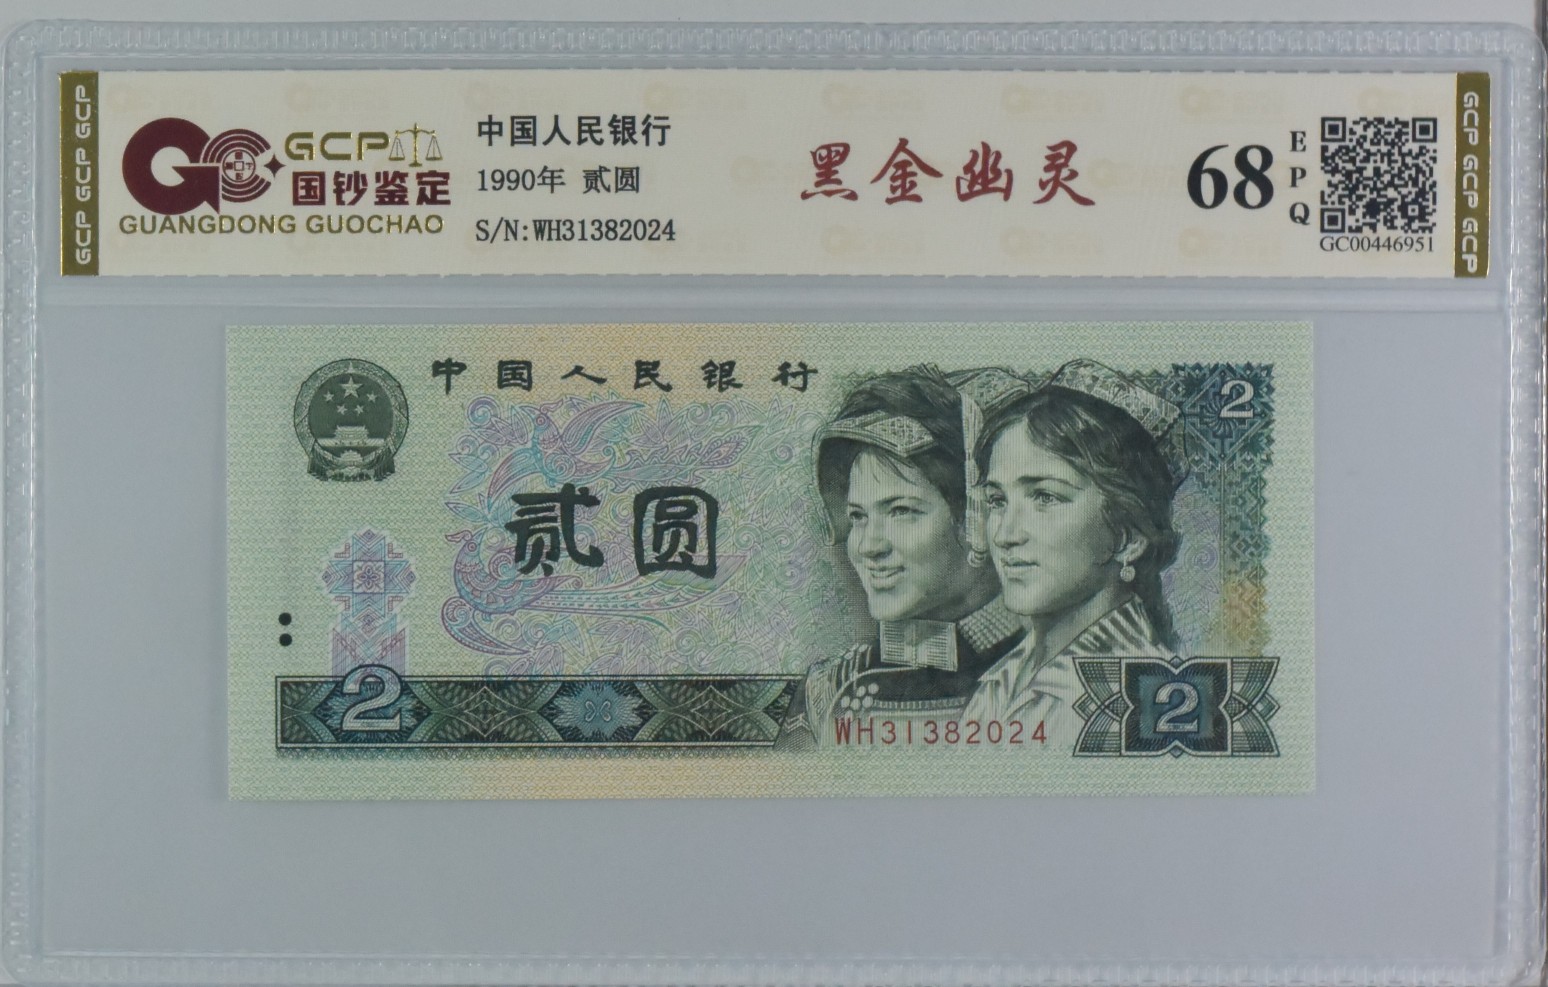 GCP GCP GCP
GCP
国钞鉴定
GUANGDONG GUOCHAO
中国人民银行
1990年 贰圆
S/N:WH31382024
黑金幽灵
68
EPQ
GC00446951
GCP GCP GCP
中国人民银行
2
贰圆
2
WH31382024
2